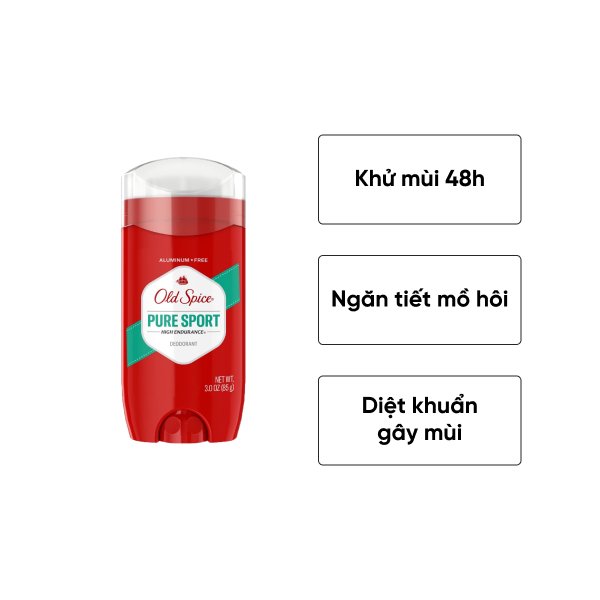 ALUMINUM • FREE
Old Spice
PURE SPORT
HIGH ENDURANCE
DEODORANT
NET WT.
3.0 OZ (85 g)
Khử mùi 48h
Ngăn tiết mồ hôi
Diệt khuẩn
gây mùi